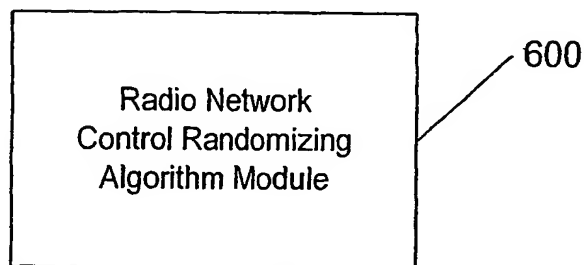 Radio Network
Control Randomizing
Algorithm Module
600